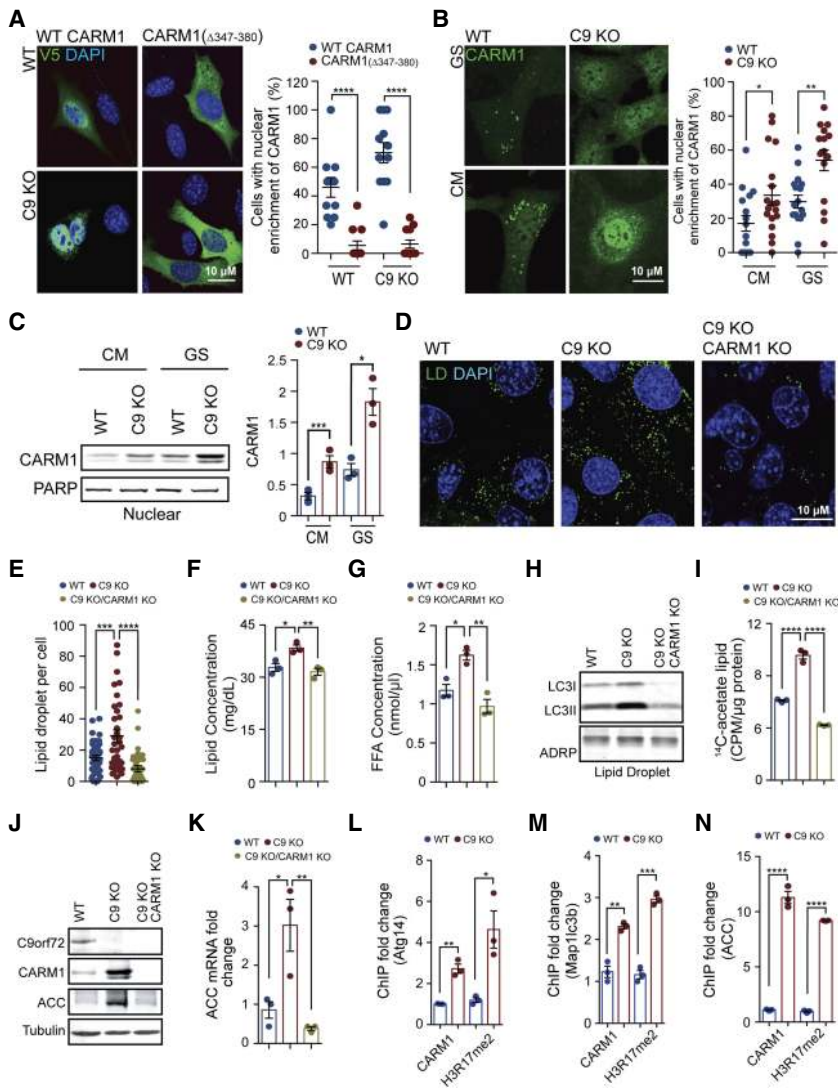 A
WT CARM1 CARM1(Δ347-380)
WT
V5 DAPI
C9 KO
10 µM
WT CARM1
CARM1(Δ347-380)
Cells with nuclear
enrichment of CARM1 (%)
120
100
80
60
40
20
0
**** ****
WT C9 KO
B
WT C9 KO
GS
CARM1
CM
10 µM
WT
C9 KO
Cells with nuclear
enrichment of CARM1 (%)
100
80
60
40
20
0
* **
CM GS
C
CM GS
WT C9 KO WT C9 KO
CARM1
PARP
Nuclear
WT
C9 KO
CARM1
2.5
2
1.5
1
0.5
0
*** *
CM GS
D
WT C9 KO C9 KO
CARM1 KO
LD DAPI
10 µM
E
WT C9 KO
C9 KO/CARM1 KO
Lipid droplet per cell
100
80
60
40
20
0
*** ****
F
WT C9 KO
C9 KO/CARM1 KO
Lipid Concentration
(mg/dL)
45
30
15
0
* **
G
WT C9 KO
C9 KO/CARM1 KO
FFA Concentration
(nmol/µl)
2
1.5
1
0.5
0
* **
H
WT C9 KO C9 KO
CARM1 KO
LC3I
LC3II
ADRP
Lipid Droplet
I
WT C9 KO
C9 KO/CARM1 KO
¹⁴C-acetate lipid
(CPM/µg protein)
12
9
6
3
**** ****
J
WT C9 KO C9 KO
CARM1 KO
C9orf72
CARM1
ACC
Tubulin
K
WT C9 KO
C9 KO/CARM1 KO
ACC mRNA fold
change
5
4
3
2
1
0
* **
L
WT C9 KO
ChIP fold change
(Atg14)
8
6
4
2
0
** *
CARM1 H3R17me2
M
WT C9 KO
ChIP fold change
(Map1lc3b)
4
3
2
1
0
** ***
CARM1 H3R17me2
N
WT C9 KO
ChIP fold change
(ACC)
15
10
5
0
**** ****
CARM1 H3R17me2